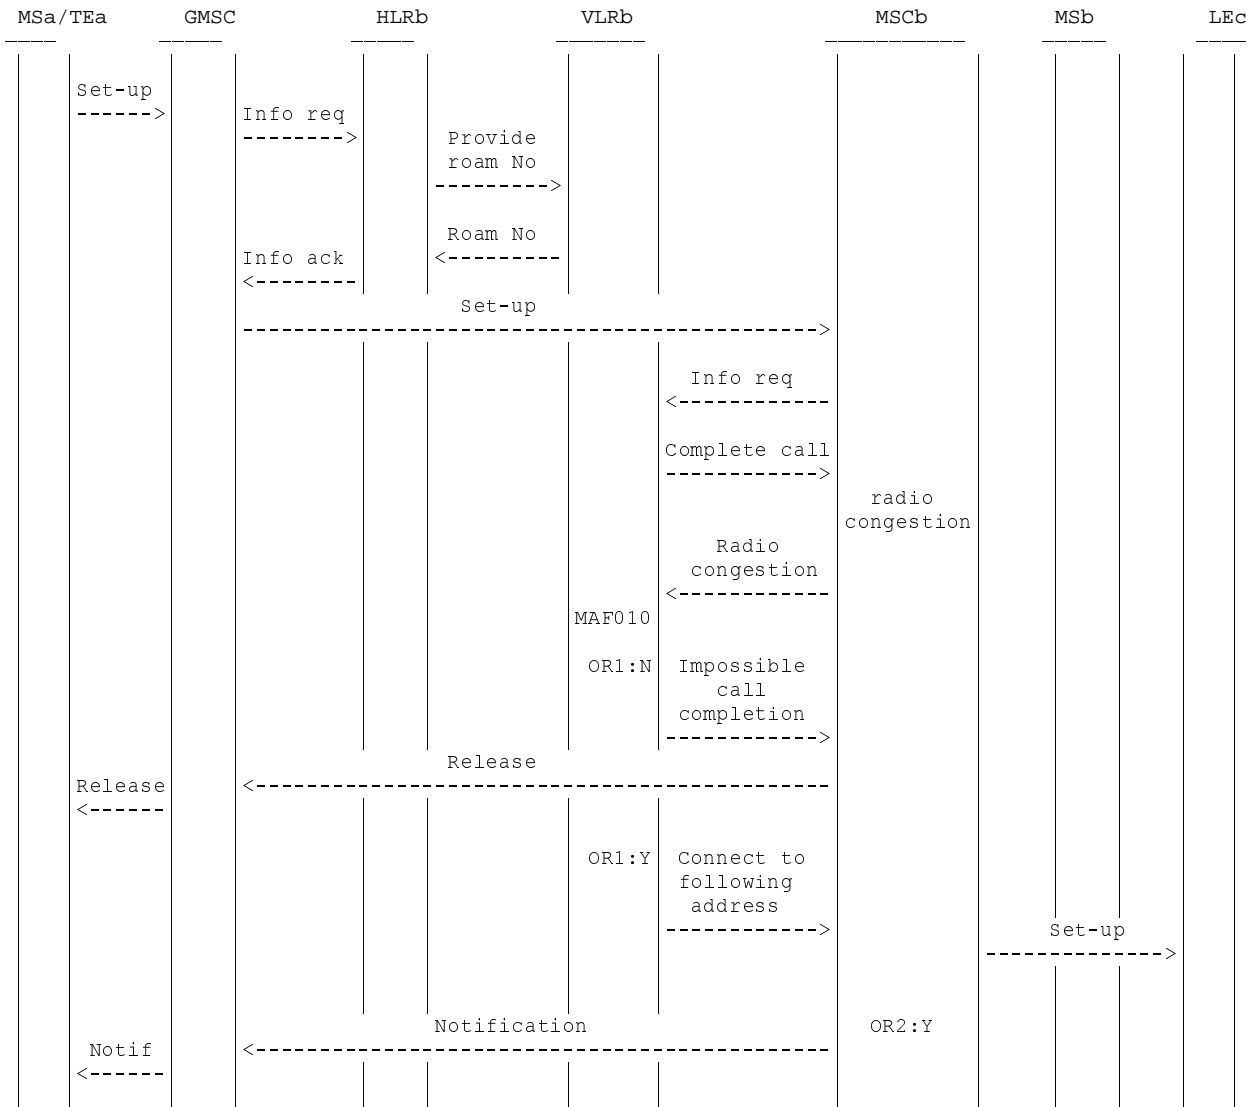 MSa/TEa GMSC HLRb VLRb MSCb MSb LEc
Set-up
Info req
Provide
roam No
Roam No
Info ack
Set-up
Info req
Complete call
radio
congestion
Radio
congestion
MAF010
OR1:N Impossible
call
completion
Release
Release
OR1:Y Connect to
following
address
Set-up
Notification OR2:Y
Notif